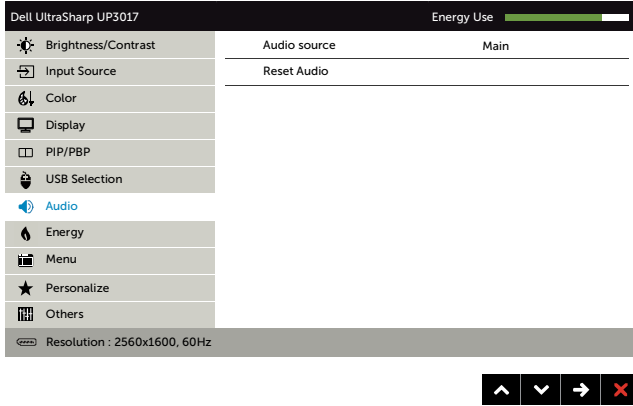 Dell UltraSharp UP3017
Energy Use
Brightness/Contrast
Audio source
Main
Input Source
Reset Audio
Color
Display
PIP/PBP
USB Selection
Audio
Energy
Menu
Personalize
Others
Resolution : 2560x1600, 60Hz